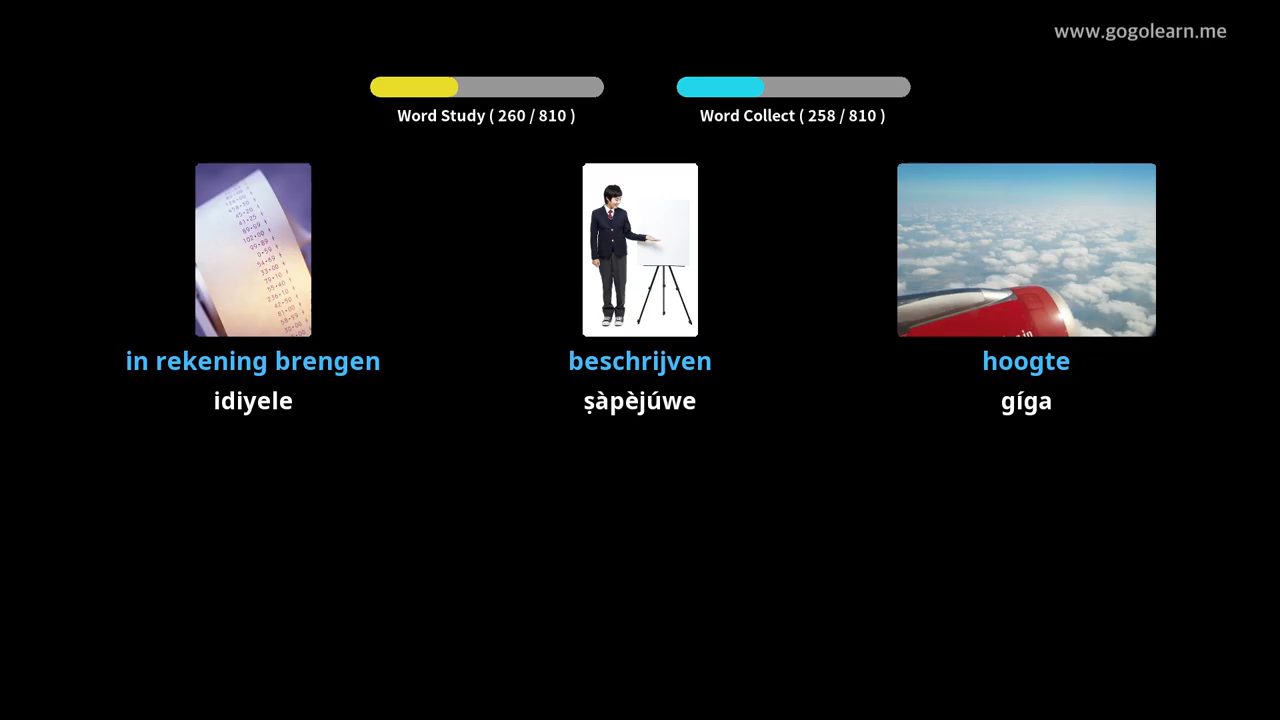 www.gogolearn.me
Word Study ( 260 / 810 )
Word Collect ( 258 / 810 )
in rekening brengen
beschrijven
hoogte
idiyele
ṣàpèjúwe
gíga